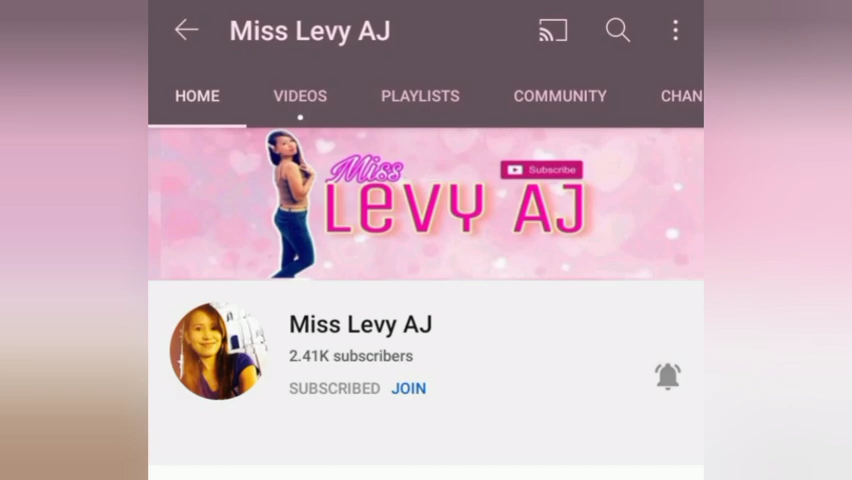 Miss Levy AJ
HOME VIDEOS PLAYLISTS COMMUNITY CHAN
Miss
Subscribe
LEVY AJ
Miss Levy AJ
2.41K subscribers
SUBSCRIBED JOIN